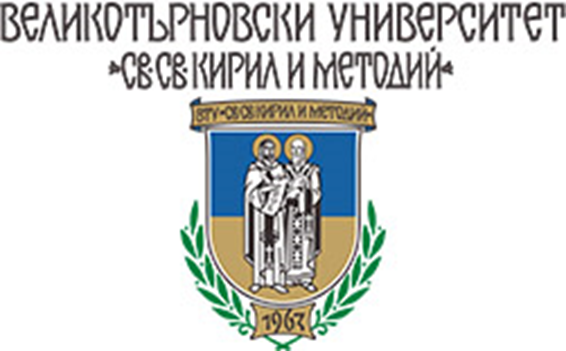 ВЕЛИКОТЪРНОВСКИ УНИВЕРСИТЕТ
«СВ. СВ. КИРИЛ И МЕТОДИЙ»
ВТУ «СВ СВ КИРИЛ И МЕТОДИЙ»
1963